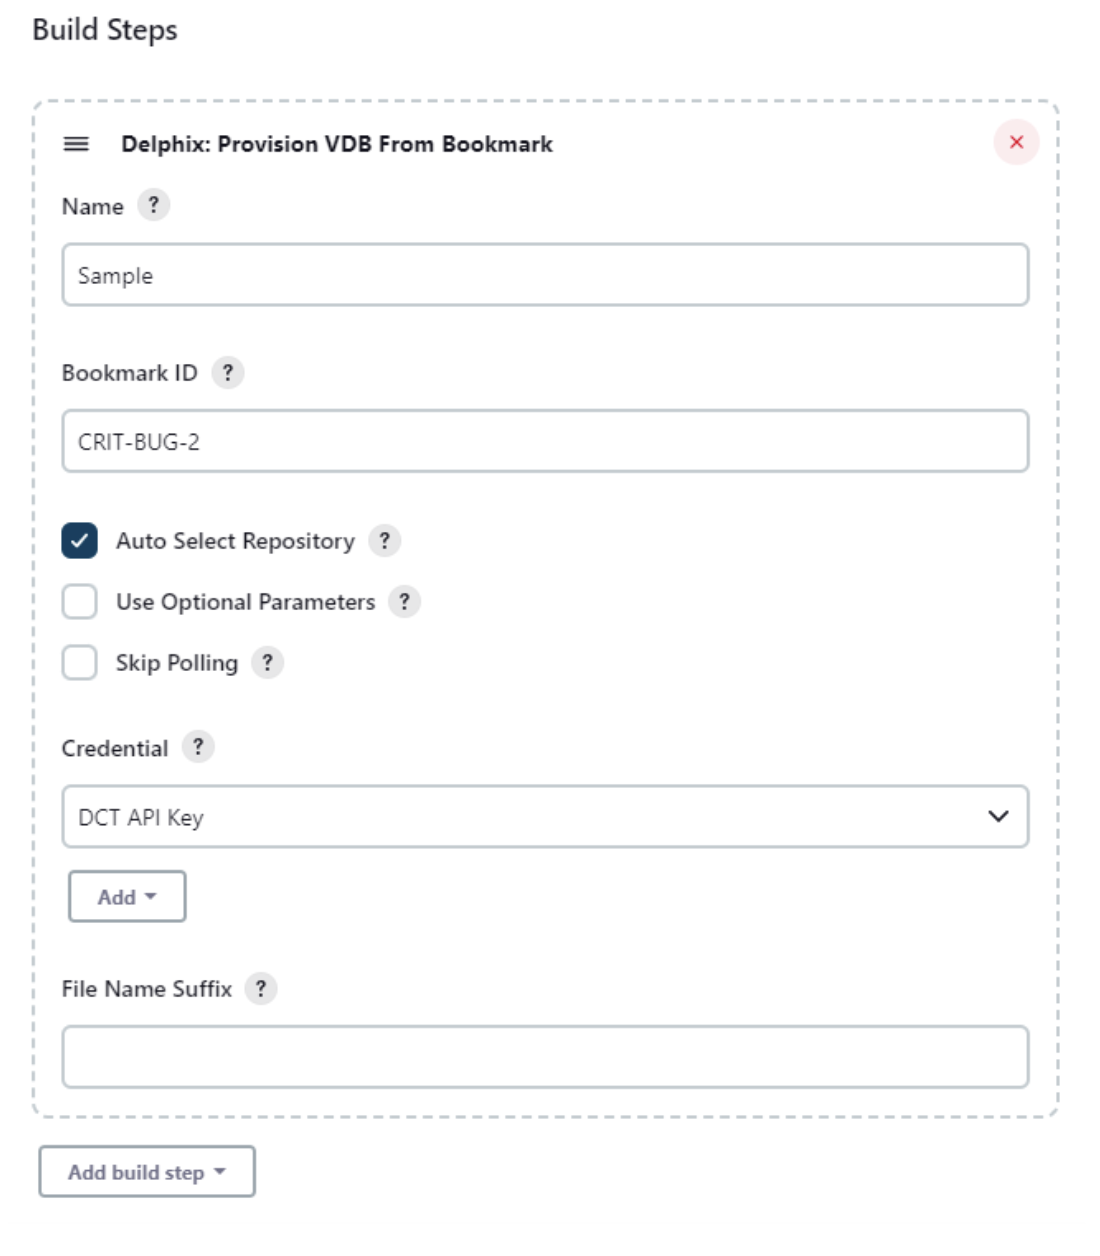 Build Steps
Delphix: Provision VDB From Bookmark
Name ?
Sample
Bookmark ID ?
CRIT-BUG-2
Auto Select Repository ?
Use Optional Parameters ?
Skip Polling ?
Credential ?
DCT API Key
Add
File Name Suffix ?
Add build step